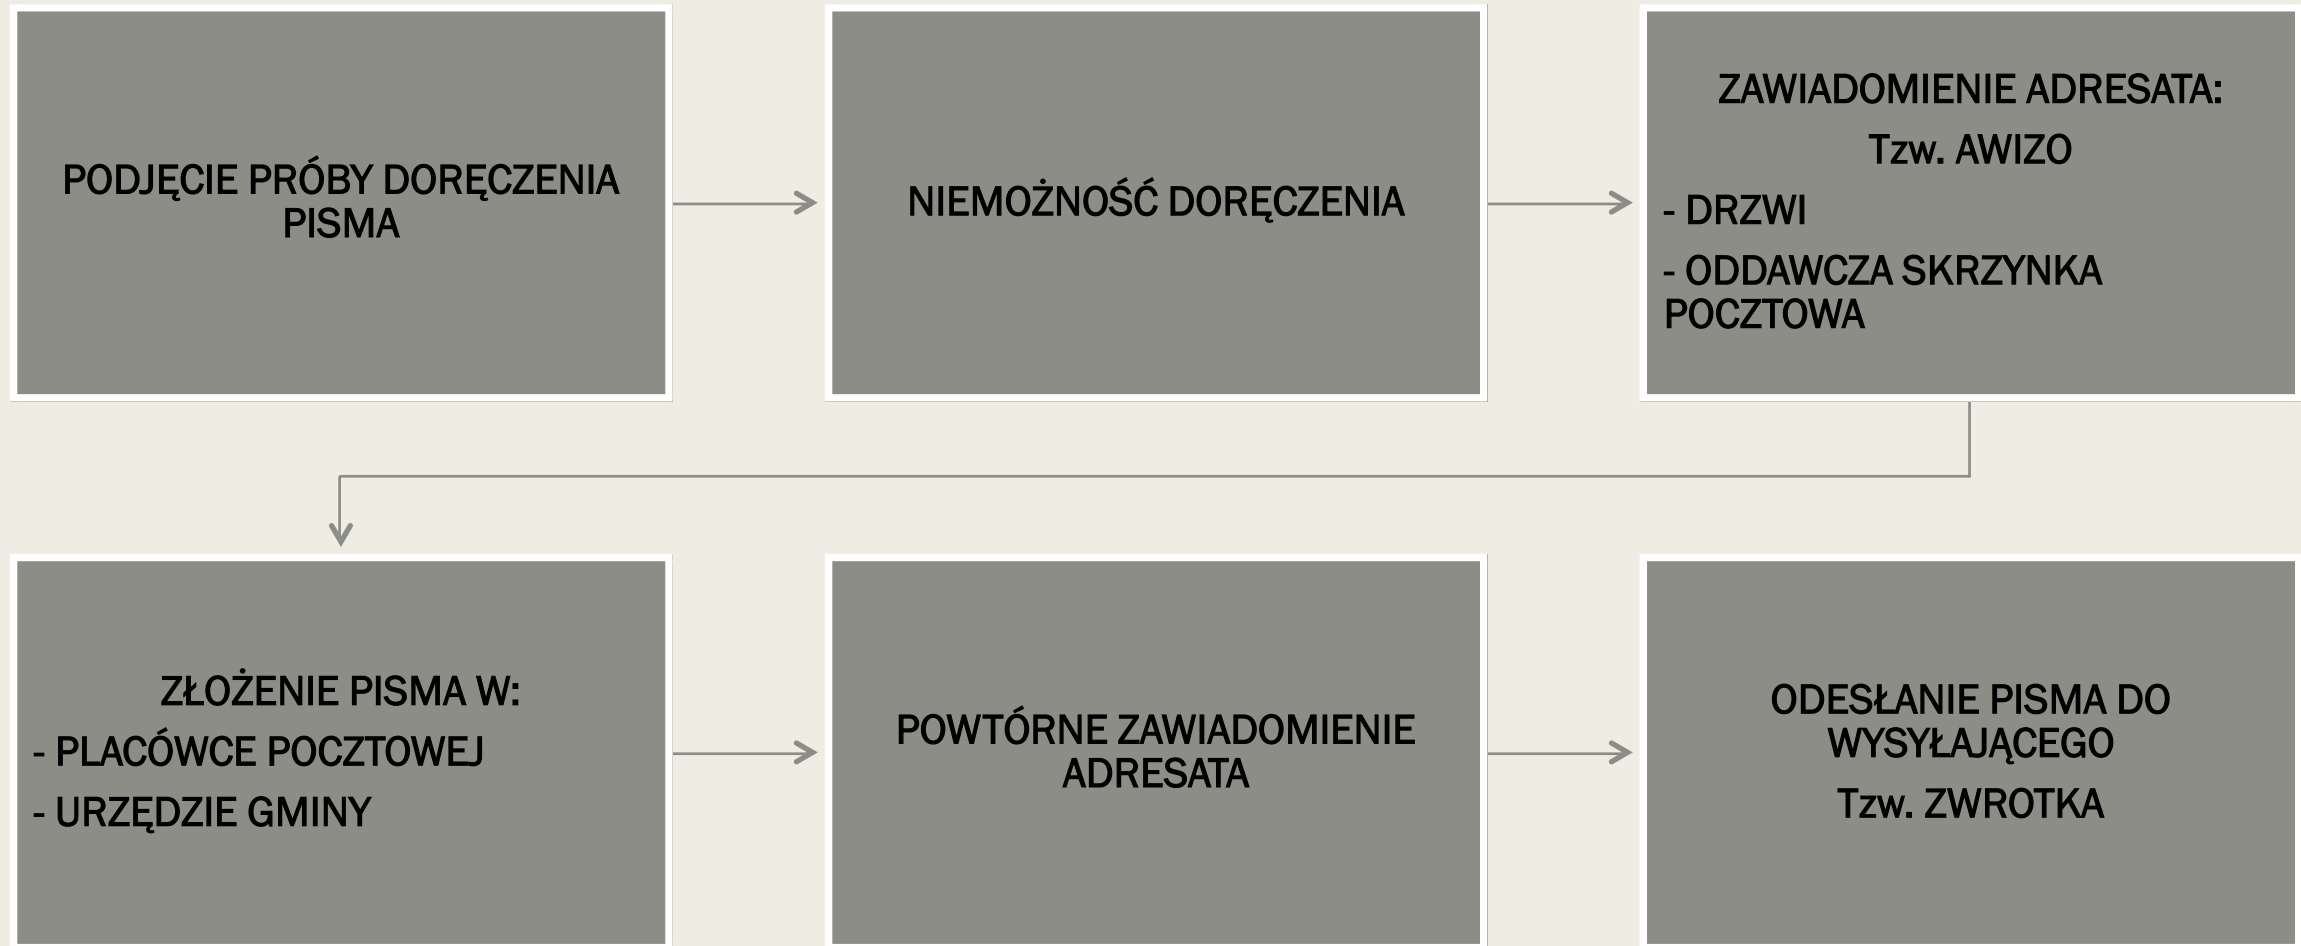 PODJĘCIE PRÓBY DORĘCZENIA
PISMA
NIEMOŻNOŚĆ DORĘCZENIA
ZAWIADOMIENIE ADRESATA:
Tzw. AWIZO
- DRZWI
- ODDAWCZA SKRZYNKA
POCZTOWA
ZŁOŻENIE PISMA W:
- PLACÓWCE POCZTOWEJ
- URZĘDZIE GMINY
POWTÓRNE ZAWIADOMIENIE
ADRESATA
ODESŁANIE PISMA DO
WYSYŁAJĄCEGO
Tzw. ZWROTKA